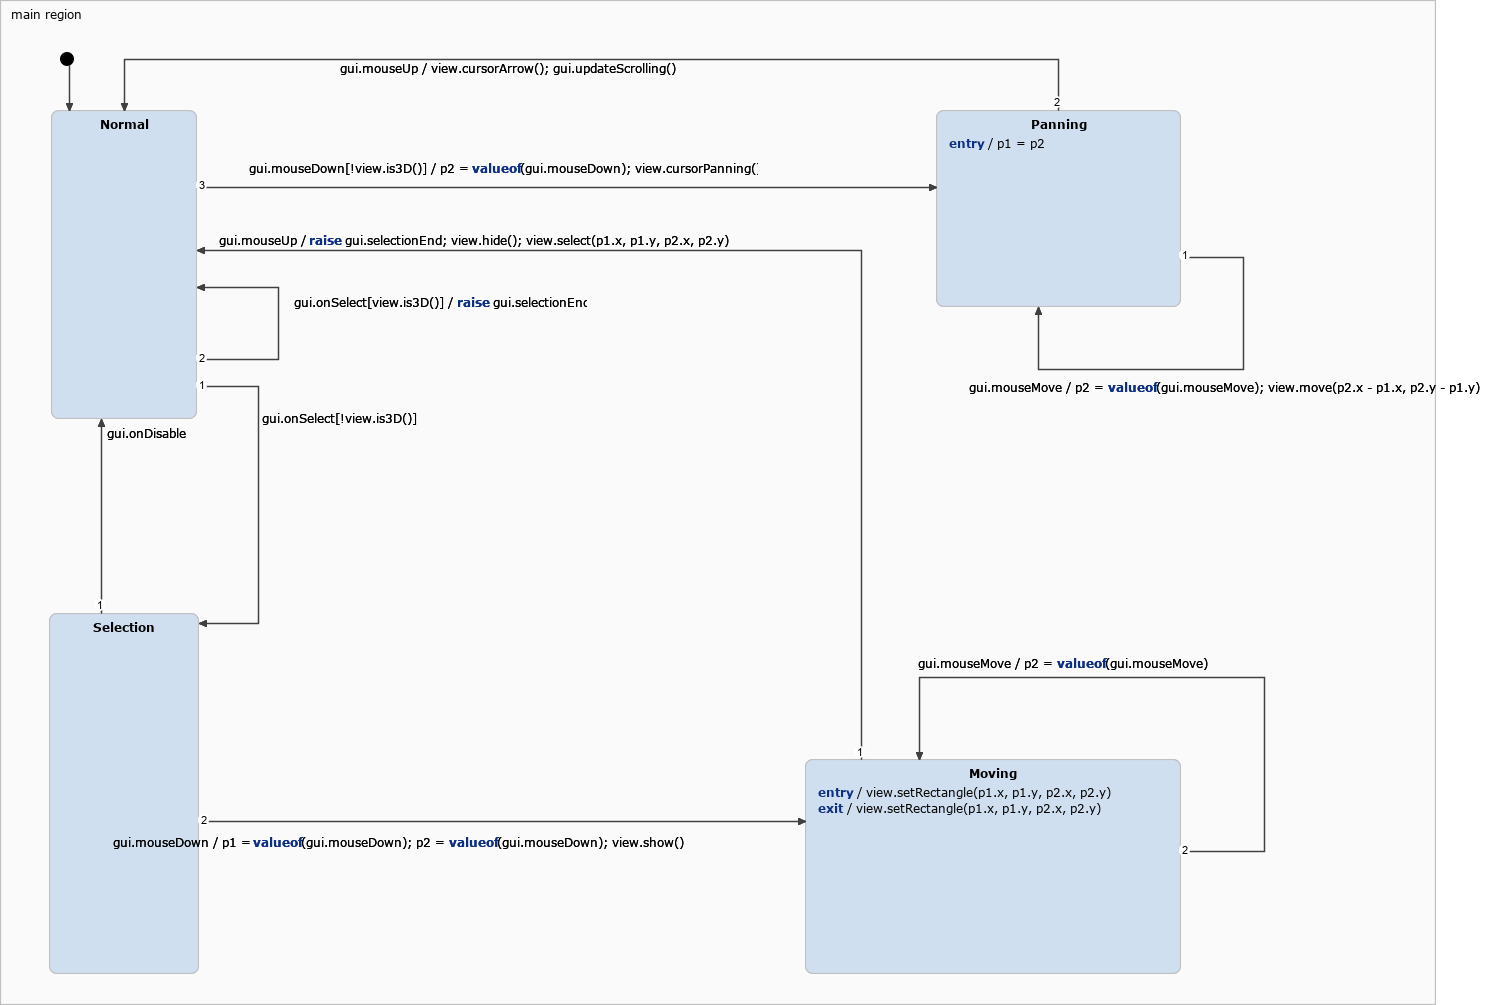 main region
gui.mouseUp / view.cursorArrow(); gui.updateScrolling()
2
Normal
Panning
entry / p1 = p2
gui.mouseDown[!view.is3D()] / p2 = valueof(gui.mouseDown); view.cursorPanning()
3
gui.mouseUp / raise gui.selectionEnd; view.hide(); view.select(p1.x, p1.y, p2.x, p2.y)
1
gui.onSelect[view.is3D()] / raise gui.selectionEnd
2
1
gui.mouseMove / p2 = valueof(gui.mouseMove); view.move(p2.x - p1.x, p2.y - p1.y)
gui.onSelect[!view.is3D()]
gui.onDisable
1
Selection
gui.mouseMove / p2 = valueof(gui.mouseMove)
1
Moving
entry / view.setRectangle(p1.x, p1.y, p2.x, p2.y)
exit / view.setRectangle(p1.x, p1.y, p2.x, p2.y)
2
gui.mouseDown / p1 = valueof(gui.mouseDown); p2 = valueof(gui.mouseDown); view.show()
2